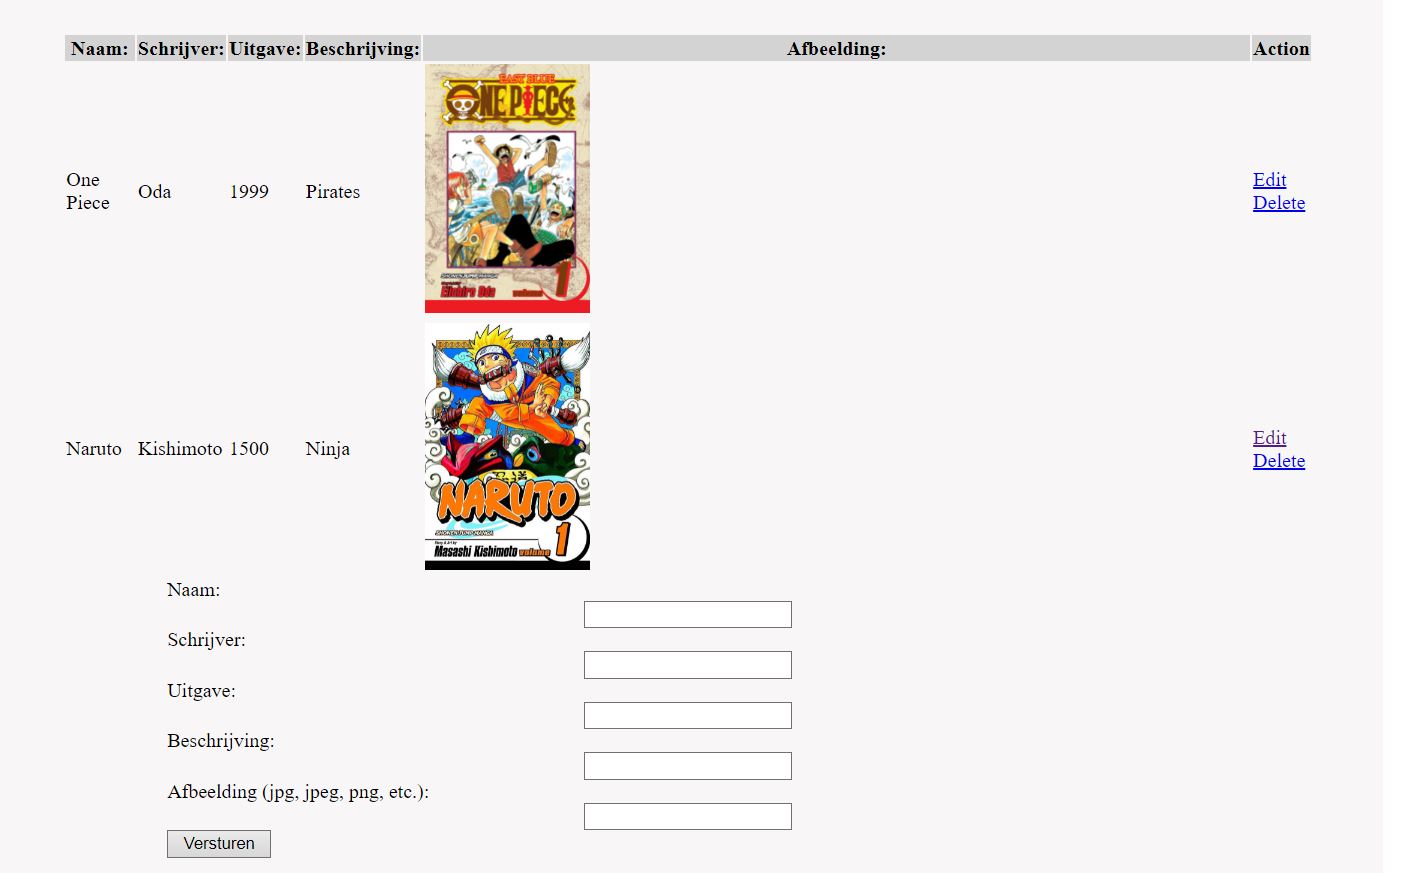 Naam: Schrijver: Uitgave: Beschrijving: Afbeelding: Action
EAST BLUE
ONE PIECE
One
Piece
Oda
1999
Pirates
Edit
Delete
SHONEN JUMP MANGA
Eiichiro Oda
volume 1
Naruto
Kishimoto
1500
Ninja
Edit
Delete
NARUTO
SHONEN JUMP MANGA
Story & Art by
Masashi Kishimoto
volume 1
Naam:
Schrijver:
Uitgave:
Beschrijving:
Afbeelding (jpg, jpeg, png, etc.):
Versturen